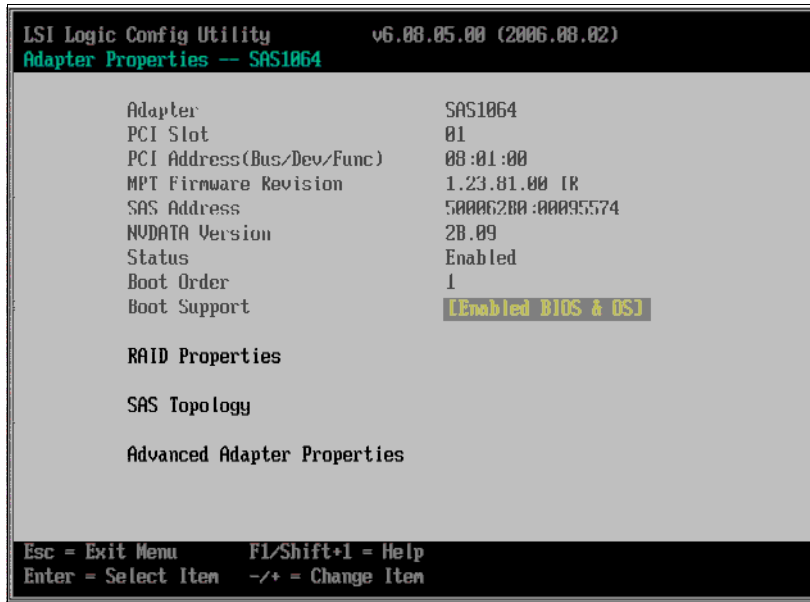 LSI Logic Config Utility v6.08.05.00 (2006.08.02)
Adapter Properties -- SAS1064
Adapter SAS1064
PCI Slot 01
PCI Address(Bus/Dev/Func) 08:01:00
MPT Firmware Revision 1.23.81.00 IR
SAS Address 500062B0:00095574
NVDATA Version 2B.09
Status Enabled
Boot Order 1
Boot Support [Enabled BIOS & OS]
RAID Properties
SAS Topology
Advanced Adapter Properties
Esc = Exit Menu F1/Shift+1 = Help
Enter = Select Item -/+ = Change Item